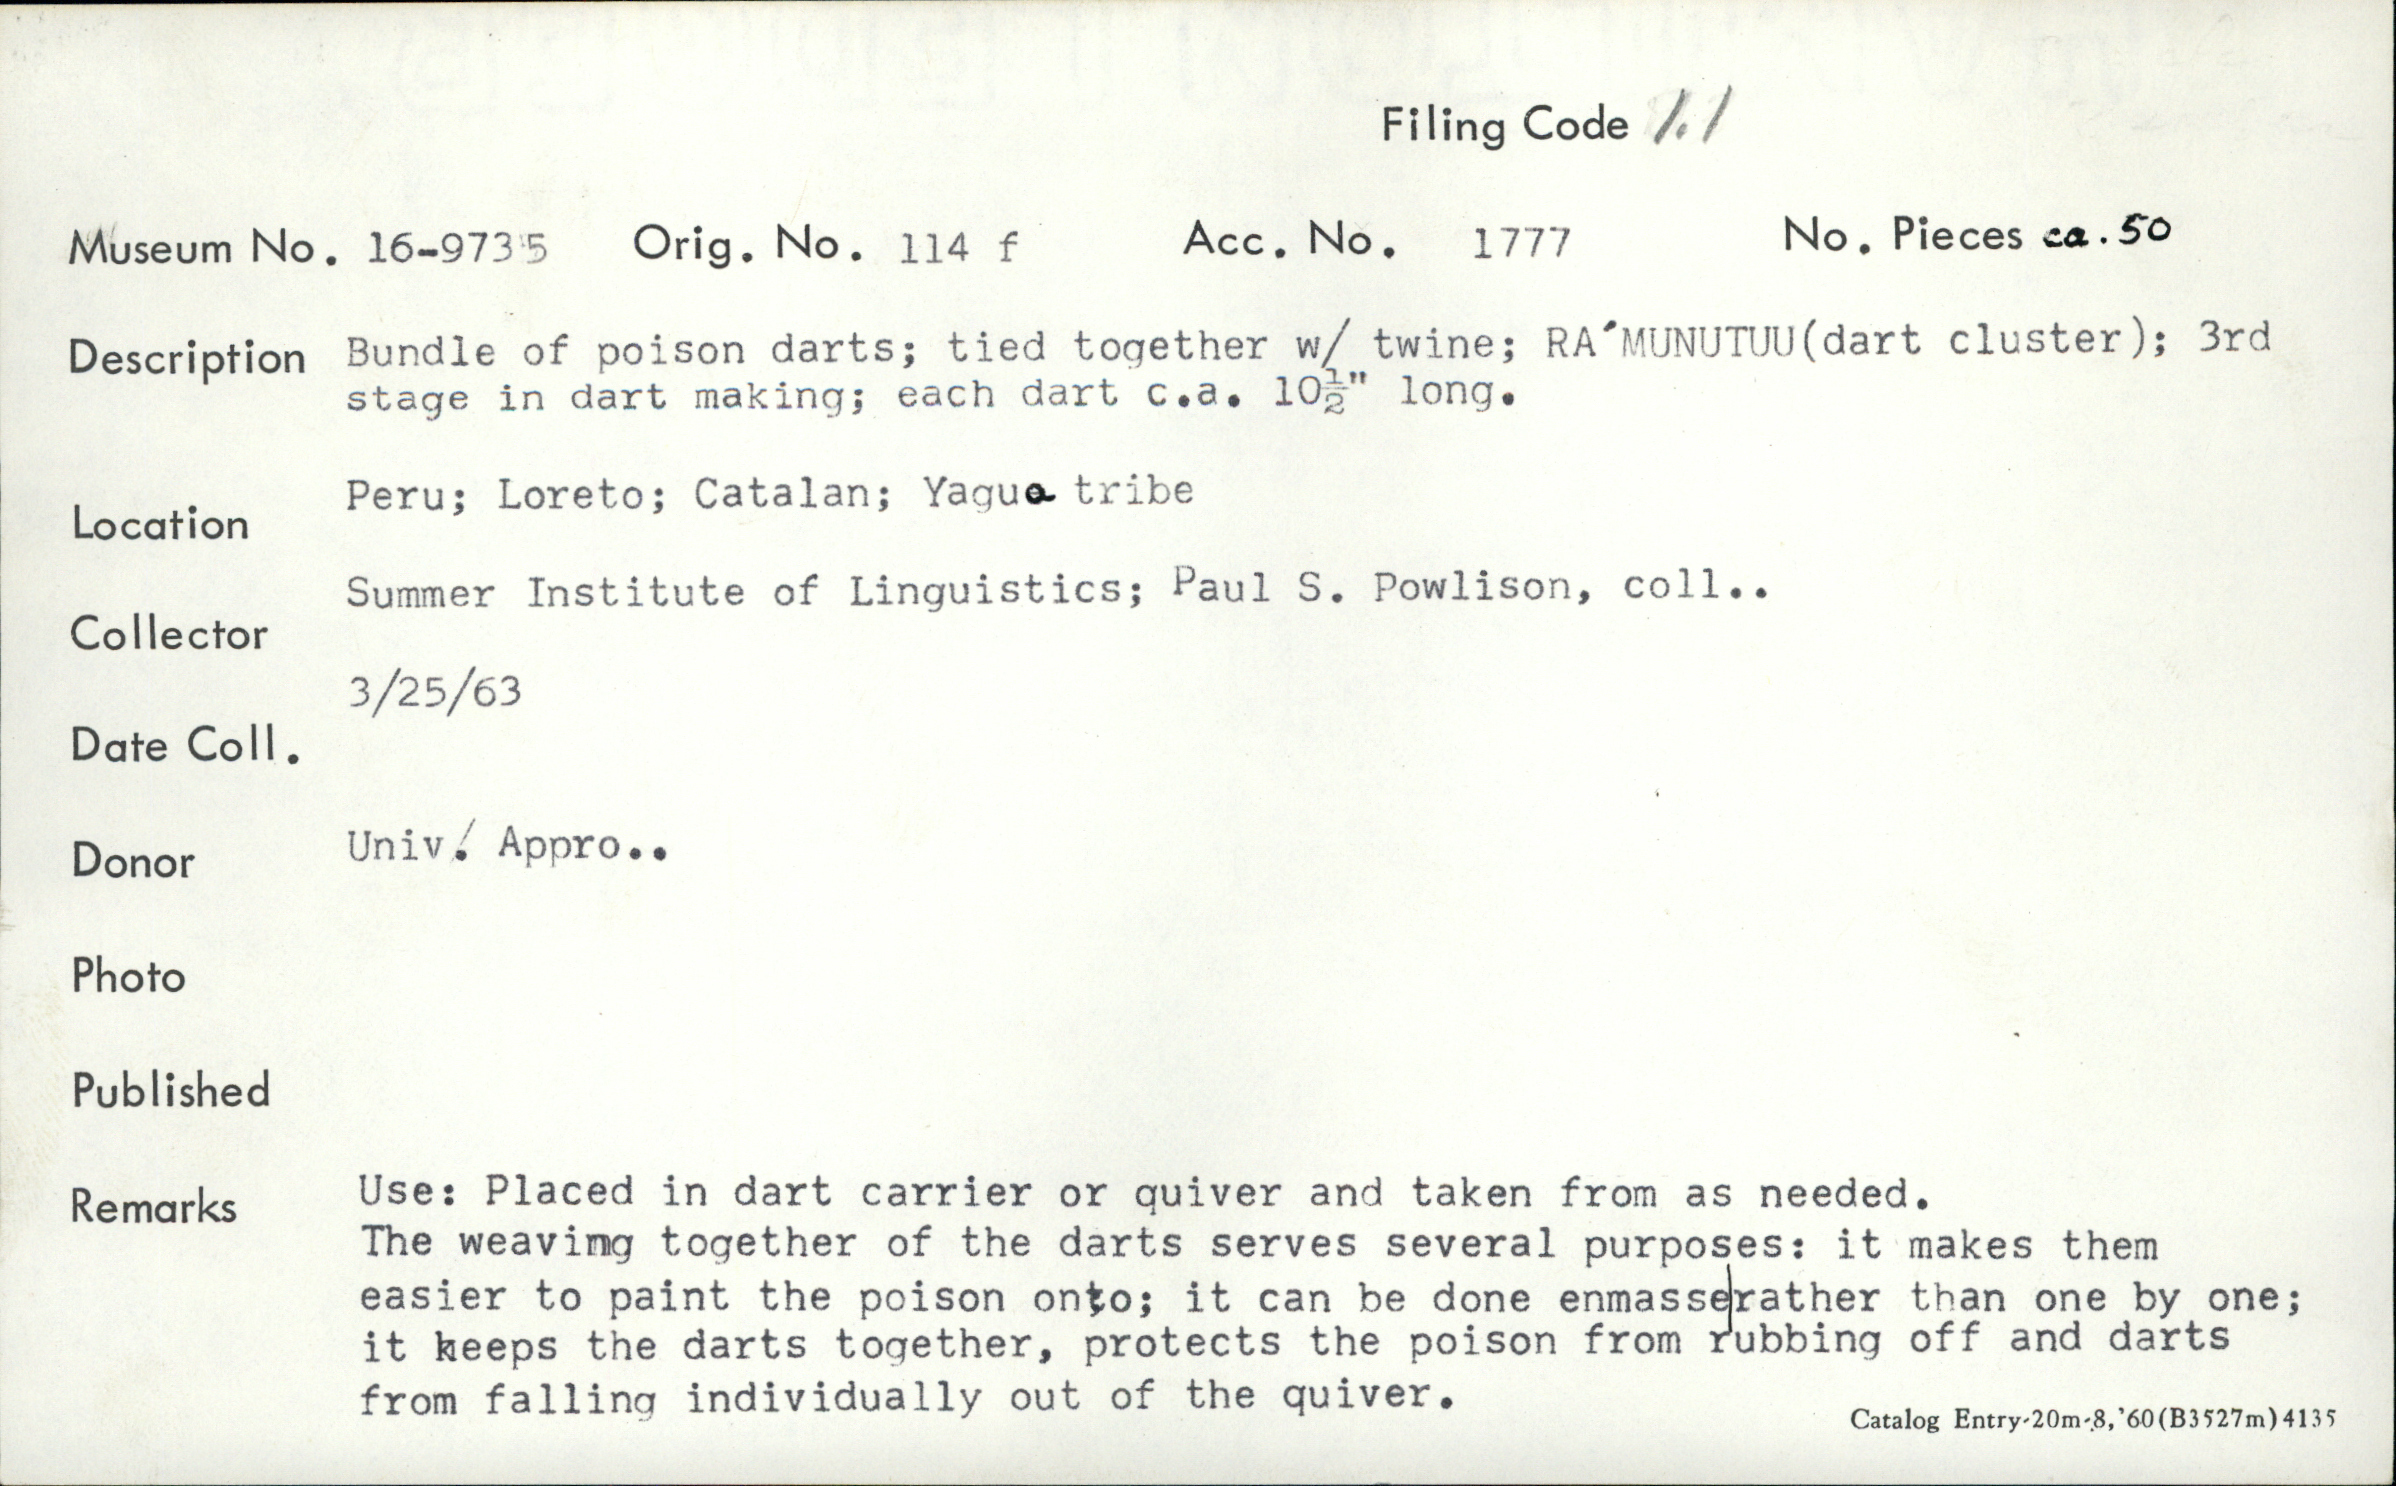 Filing Code 1.1
Museum No. 16-9735 Orig. No. 114 f Acc. No. 1777 No. Pieces ca. 50
Description Bundle of poison darts; tied together w/ twine; RA´MUNUTUU(dart cluster); 3rd
stage in dart making; each dart c.a. 10½" long.
Location Peru; Loreto; Catalan; Yagua tribe
Collector Summer Institute of Linguistics; Paul S. Powlison, coll..
Date Coll. 3/25/63
Donor Univ. Appro..
Photo
Published
Remarks Use: Placed in dart carrier or quiver and taken from as needed.
The weaving together of the darts serves several purposes: it makes them
easier to paint the poison onto; it can be done enmasse|rather than one by one;
it keeps the darts together, protects the poison from rubbing off and darts
from falling individually out of the quiver.
Catalog Entry-20m-8,'60(B3527m)4135